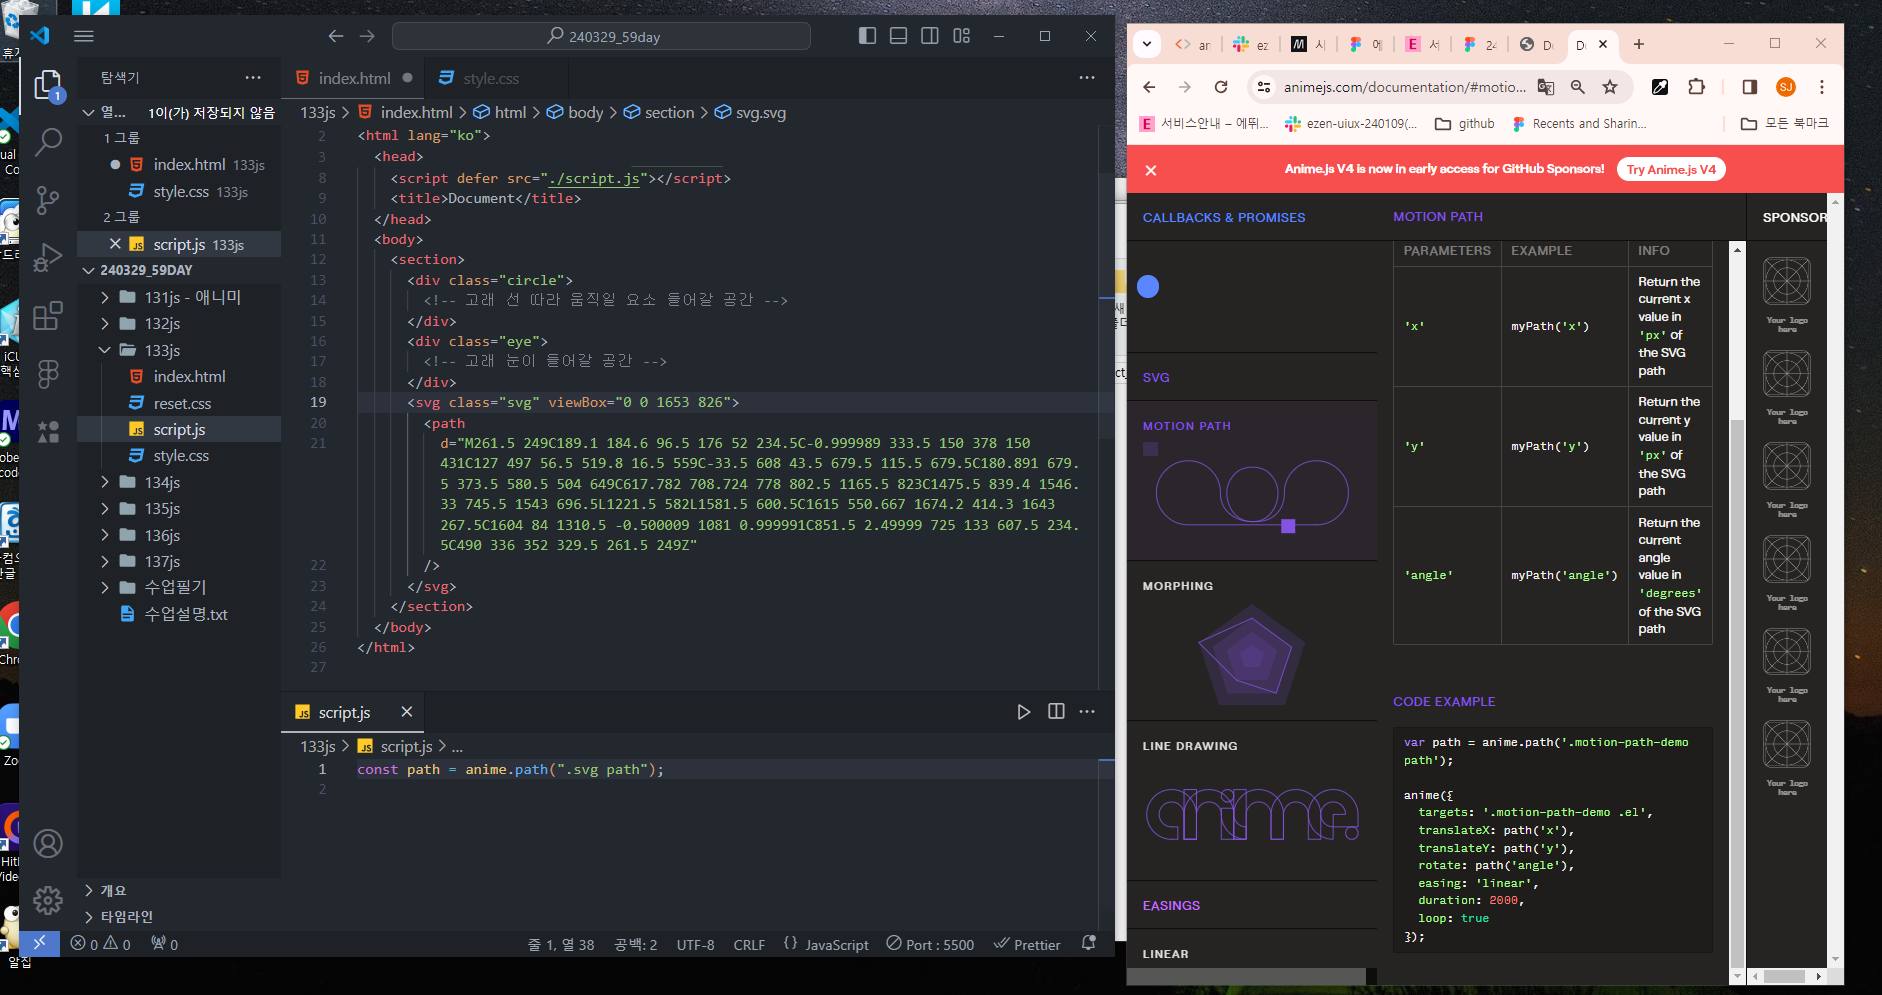 240329_59day
탐색기
열...
1이(가) 저장되지 않음
1 그룹
index.html 133js
style.css 133js
2 그룹
script.js 133js
240329_59DAY
131js - 애니미
132js
133js
index.html
reset.css
script.js
style.css
134js
135js
136js
137js
수업필기
수업설명.txt
개요
타임라인
index.html
style.css
133js > index.html > html > body > section > svg.svg
2 <html lang="ko">
3 <head>
8 <script defer src="./script.js"></script>
9 <title>Document</title>
10 </head>
11 <body>
12 <section>
13 <div class="circle">
14 <!-- 고래 선 따라 움직일 요소 들어갈 공간 -->
15 </div>
16 <div class="eye">
17 <!-- 고래 눈이 들어갈 공간 -->
18 </div>
19 <svg class="svg" viewBox="0 0 1653 826">
20 <path
21 d="M261.5 249C189.1 184.6 96.5 176 52 234.5C-0.999989 333.5 150 378 150
431C127 497 56.5 519.8 16.5 559C-33.5 608 43.5 679.5 115.5 679.5C180.891 679.
5 373.5 580.5 504 649C617.782 708.724 778 802.5 1165.5 823C1475.5 839.4 1546.
33 745.5 1543 696.5L1221.5 582L1581.5 600.5C1615 550.667 1674.2 414.3 1643
267.5C1604 84 1310.5 -0.500009 1081 0.999991C851.5 2.49999 725 133 607.5 234.
5C490 336 352 329.5 261.5 249Z"
22 />
23 </svg>
24 </section>
25 </body>
26 </html>
27
script.js
133js > script.js > ...
1 const path = anime.path(".svg path");
2
0 0 0
줄 1, 열 38 공백: 2 UTF-8 CRLF {} JavaScript Port : 5500 Prettier
animejs.com/documentation/#motio...
SJ
서비스안내 – 에뛰...
ezen-uiux-240109(...
github
Recents and Sharin...
모든 북마크
Anime.js V4 is now in early access for GitHub Sponsors!
Try Anime.js V4
CALLBACKS & PROMISES
SVG
MOTION PATH
MORPHING
LINE DRAWING
anime.
EASINGS
LINEAR
MOTION PATH
PARAMETERS EXAMPLE INFO
'x' myPath('x') Return the
current x
value in
'px' of
the SVG
path
'y' myPath('y') Return the
current y
value in
'px' of
the SVG
path
'angle' myPath('angle') Return the
current
angle
value in
'degrees'
of the SVG
path
CODE EXAMPLE
var path = anime.path('.motion-path-demo
path');
anime({
targets: '.motion-path-demo .el',
translateX: path('x'),
translateY: path('y'),
rotate: path('angle'),
easing: 'linear',
duration: 2000,
loop: true
});
SPONSOR
Your logo
here
Your logo
here
Your logo
here
Your logo
here
Your logo
here
Your logo
here
알집